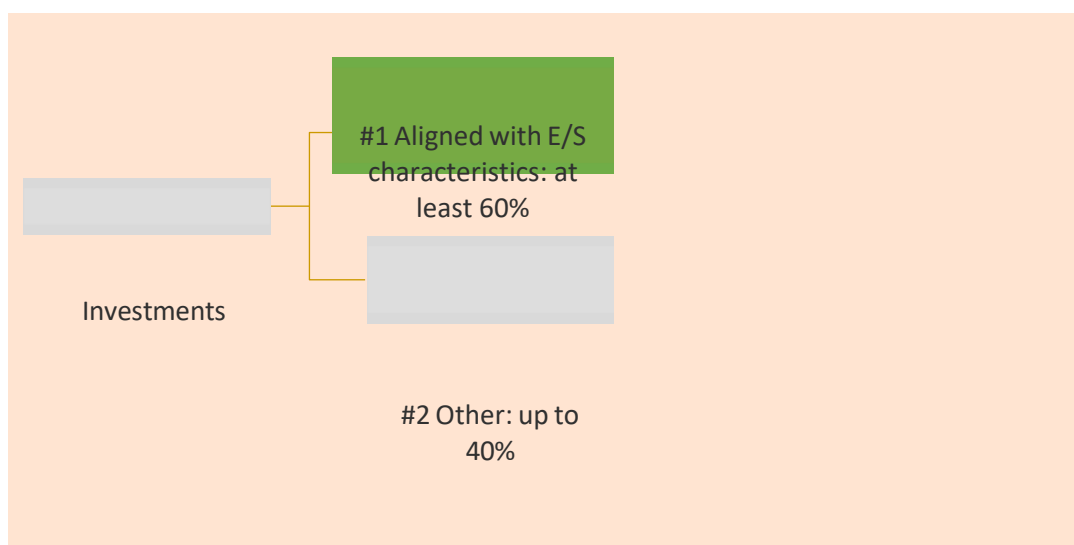 #1 Aligned with E/S
characteristics: at
least 60%
Investments
#2 Other: up to
40%